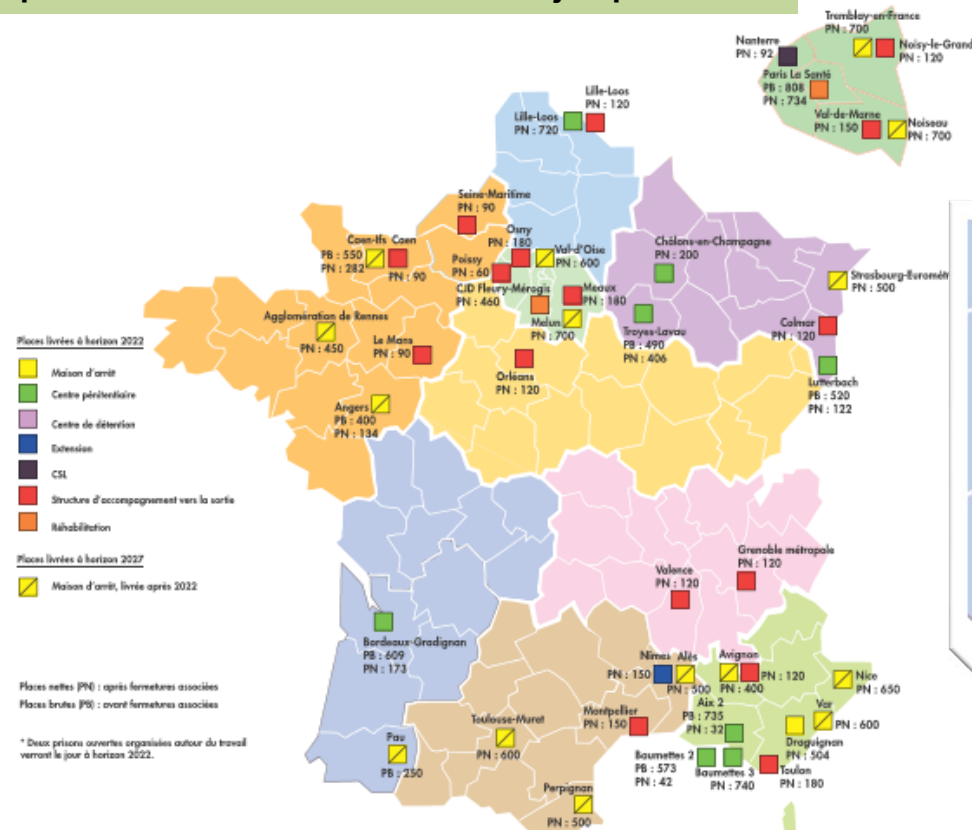 Tremblay-en-France
PN : 700
Nanterre
PN : 92
Noisy-le-Grand
PN : 120
Paris La Santé
PB : 808
PN : 734
Val-de-Marne
PN : 150
Noiseau
PN : 700
Lille-Loos
PN : 120
Lille-Loos
PN : 720
Seine-Maritime
PN : 90
Osny
PN : 180
Caen-Ifs
PB : 550
PN : 282
Caen
PN : 90
Poissy
PN : 60
Val-d'Oise
PN : 600
CJD Fleury-Mérogis
PN : 460
Meaux
PN : 180
Melun
PN : 700
Châlons-en-Champagne
PN : 200
Strasbourg-Eurométr
PN : 500
Troyes-Lavau
PB : 490
PN : 406
Colmar
PN : 120
Lutterbach
PB : 520
PN : 122
Agglomération de Rennes
PN : 450
Le Mans
PN : 90
Orléans
PN : 120
Angers
PB : 400
PN : 134
Places livrées à horizon 2022
Maison d'arrêt
Centre pénitentiaire
Centre de détention
Extension
CSL
Structure d'accompagnement vers la sortie
Réhabilitation
Places livrées à horizon 2027
Maison d'arrêt, livrée après 2022
Places nettes (PN) : après fermetures associées
Places brutes (PB) : avant fermetures associées
* Deux prisons ouvertes organisées autour du travail
verront le jour à horizon 2022.
Grenoble métropole
PN : 120
Valence
PN : 120
Bordeaux-Gradignan
PB : 609
PN : 173
Nîmes
PN : 150
Alès
PN : 500
Avignon
PN : 400
PN : 120
Nice
PN : 650
Aix 2
PB : 735
PN : 32
Var
PN : 600
Montpellier
PN : 150
Toulouse-Muret
PN : 600
Pau
PB : 250
Draguignan
PN : 504
Baumettes 2
PB : 573
PN : 42
Baumettes 3
PN : 740
Toulon
PN : 180
Perpignan
PN : 500